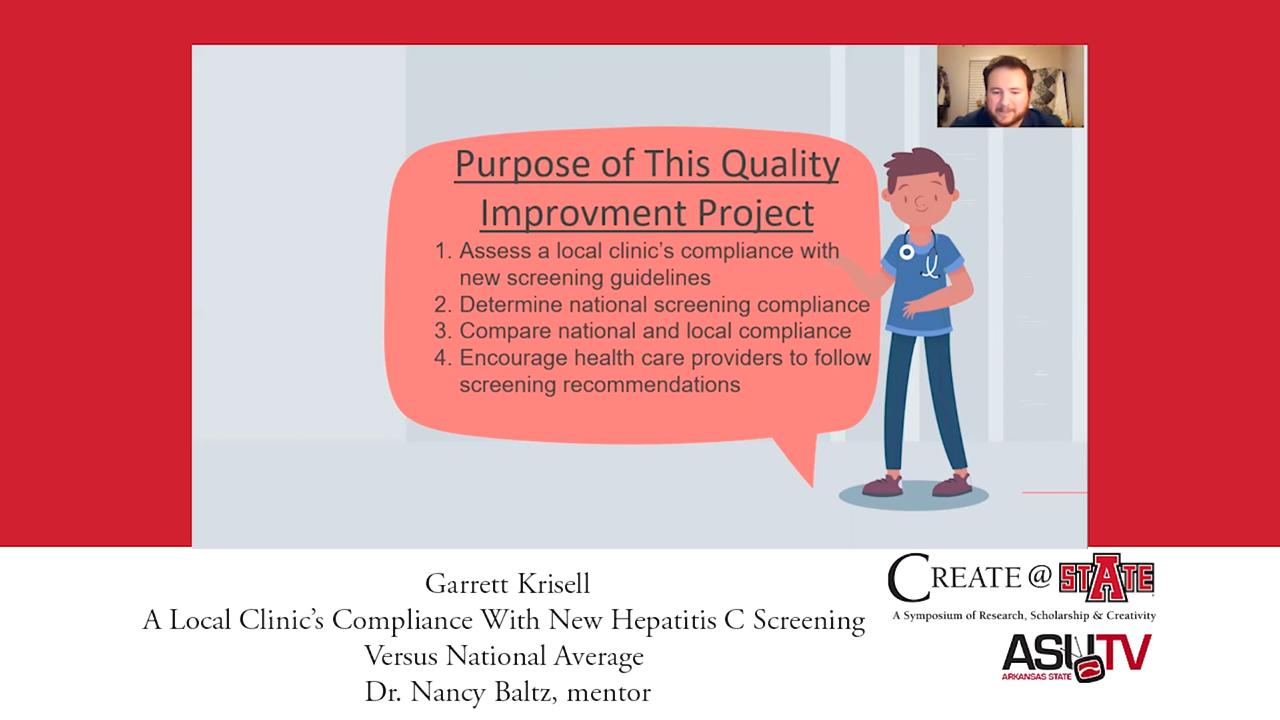 Purpose of This Quality
Improvment Project
1. Assess a local clinic's compliance with
new screening guidelines
2. Determine national screening compliance
3. Compare national and local compliance
4. Encourage health care providers to follow
screening recommendations
Garrett Krisell
A Local Clinic's Compliance With New Hepatitis C Screening
Versus National Average
Dr. Nancy Baltz, mentor
CREATE @ STATE
A Symposium of Research, Scholarship & Creativity
ASUTV
ARKANSAS STATE